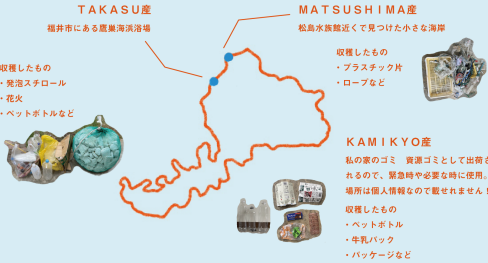 TAKASU産
福井市にある鷹巣海浜浴場
収穫したもの
・発泡スチロール
・花火
・ペットボトルなど
MATSUSHIMA産
松島水族館近くで見つけた小さな海岸
収穫したもの
・プラスチック片
・ロープなど
KAMIKYO産
私の家のゴミ 資源ゴミとして出荷さ
れるので、緊急時や必要な時に使用。
場所は個人情報なので載せれません！
収穫したもの
・ペットボトル
・牛乳パック
・パッケージなど